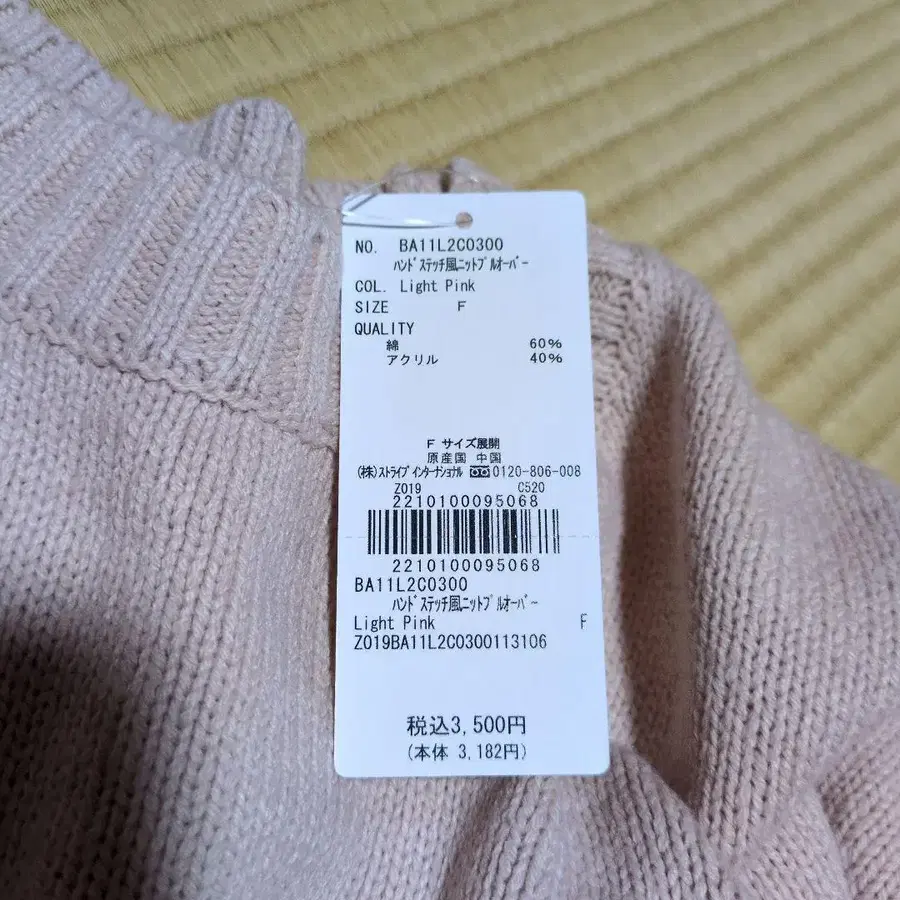 NO. BA11L2C0300
ﾊﾝﾄﾞｽﾃｯﾁ風ﾆｯﾄﾌﾟﾙｵｰﾊﾞｰ
COL. Light Pink
SIZE F
QUALITY
綿 60%
アクリル 40%
F サイズ展開
原産国 中国
(株)ｽﾄﾗｲﾌﾟｲﾝﾀｰﾅｼｮﾅﾙ 0120-806-008
Z019 C520
2210100095068
2210100095068
BA11L2C0300
ﾊﾝﾄﾞｽﾃｯﾁ風ﾆｯﾄﾌﾟﾙｵｰﾊﾞｰ
Light Pink F
Z019BA11L2C0300113106
税込3,500円
(本体 3,182円)